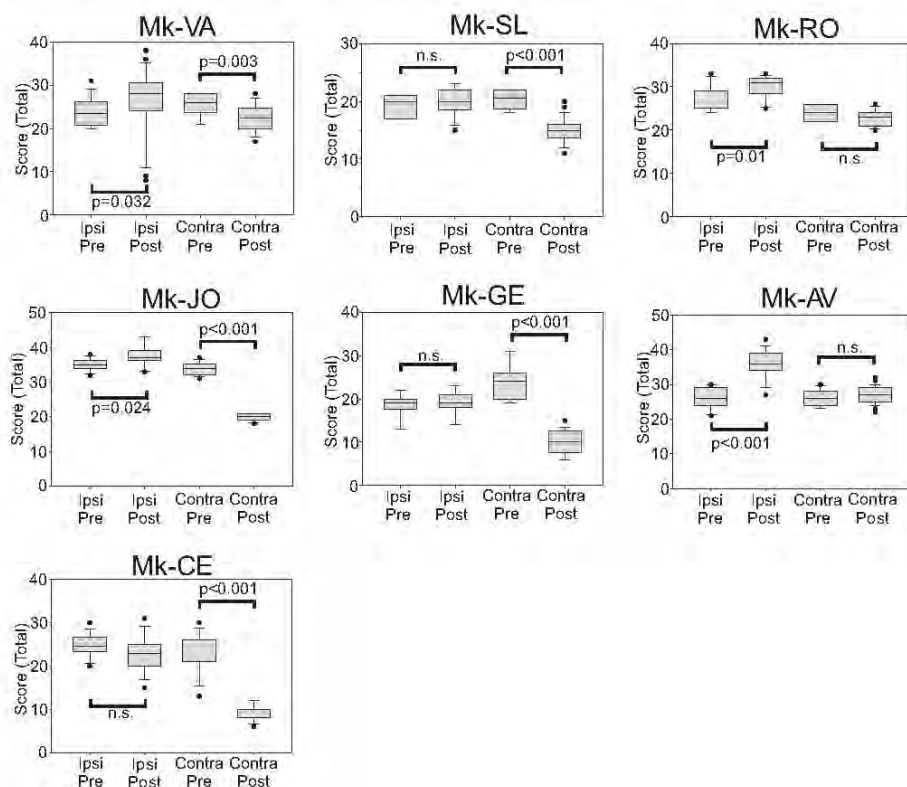 Mk-VA
40
30
20
10
0
Score (Total)
p=0.003
p=0.032
Ipsi Pre
Ipsi Post
Contra Pre
Contra Post
Mk-SL
30
20
10
0
Score (Total)
n.s.
p<0.001
Ipsi Pre
Ipsi Post
Contra Pre
Contra Post
Mk-RO
40
30
20
10
0
Score (Total)
p=0.01
n.s.
Ipsi Pre
Ipsi Post
Contra Pre
Contra Post
Mk-JO
50
40
30
20
10
0
Score (Total)
p<0.001
p=0.024
Ipsi Pre
Ipsi Post
Contra Pre
Contra Post
Mk-GE
40
30
20
10
0
Score (Total)
n.s.
p<0.001
Ipsi Pre
Ipsi Post
Contra Pre
Contra Post
Mk-AV
50
40
30
20
10
0
Score (Total)
n.s.
p<0.001
Ipsi Pre
Ipsi Post
Contra Pre
Contra Post
Mk-CE
40
30
20
10
0
Score (Total)
p<0.001
n.s.
Ipsi Pre
Ipsi Post
Contra Pre
Contra Post